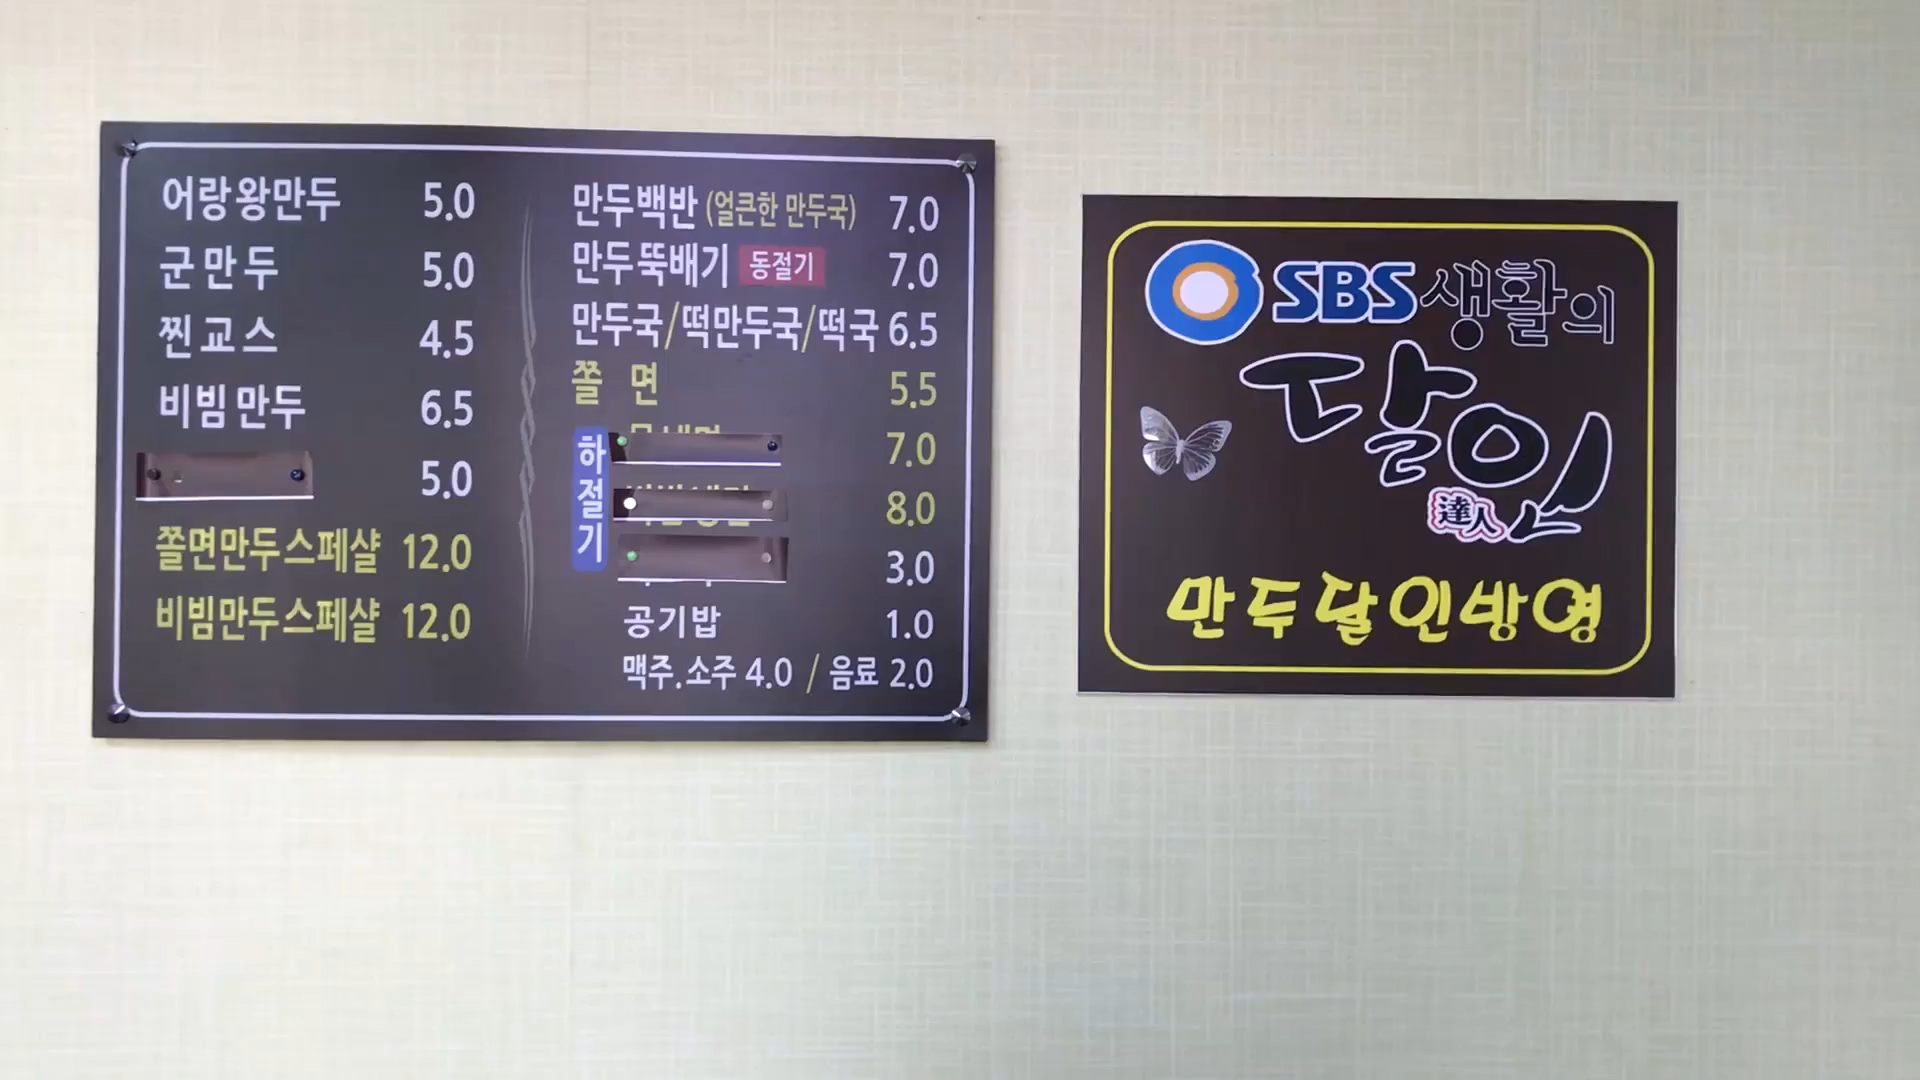 어랑왕만두 5.0
군만두 5.0
찐교스 4.5
비빔만두 6.5
5.0
쫄면만두스페샬 12.0
비빔만두스페샬 12.0
만두백반 (얼큰한 만두국) 7.0
만두뚝배기 동절기 7.0
만두국/떡만두국/떡국 6.5
쫄 면 5.5
하절기
7.0
8.0
3.0
공기밥 1.0
맥주.소주 4.0 / 음료 2.0
SBS 생활의
달인
達人
만두달인방영